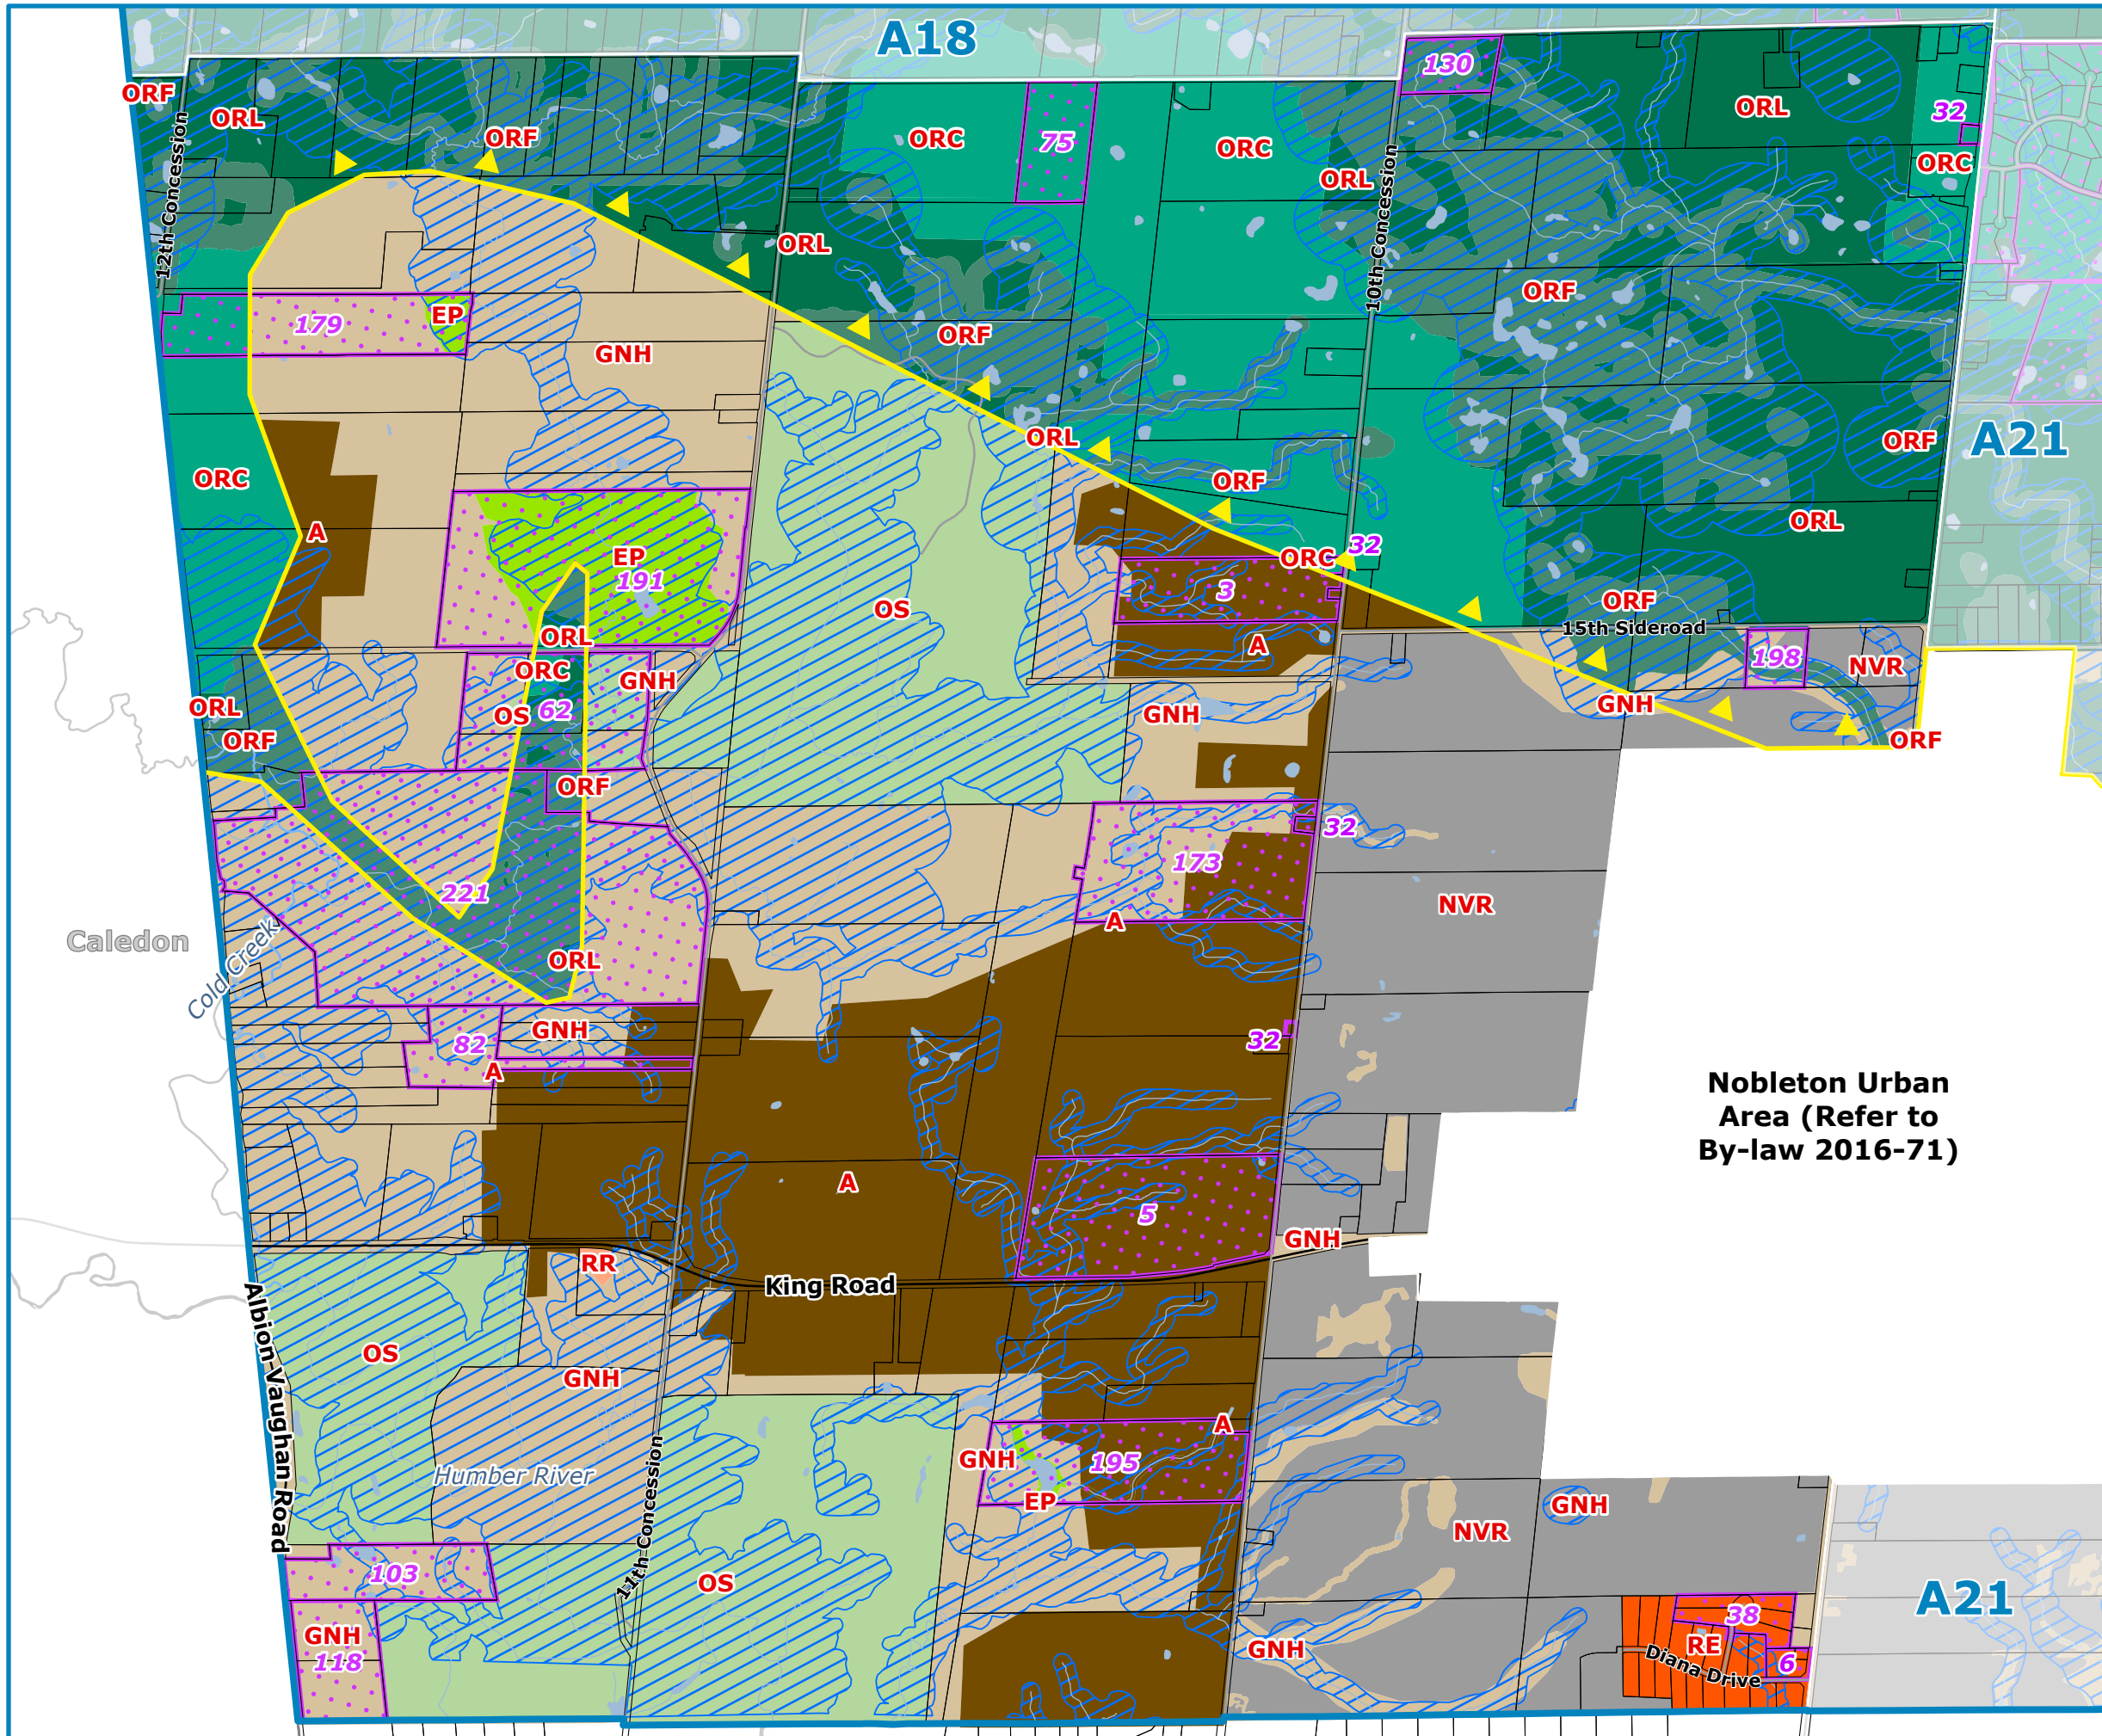 A18
130
ORF
ORL
ORL
32
ORF
ORC
75
ORC
ORC
ORL
12th Concession
10th Concession
ORL
ORF
EP
179
ORF
GNH
ORL
ORF
A21
ORC
ORF
ORL
A
32
EP
ORC
191
3
ORF
OS
15th Sideroad
ORL
A
198
NVR
ORC
GNH
ORL
OS
62
GNH
GNH
ORF
ORF
ORF
32
173
221
NVR
A
Caledon
Cold Creek
ORL
GNH
82
32
A
Nobleton Urban
Area (Refer to
By-law 2016-71)
A
5
GNH
RR
King Road
Albion-Vaughan Road
OS
GNH
A
GNH
195
Humber River
EP
GNH
NVR
11th Concession
103
OS
A21
38
GNH
RE
GNH
118
Diana Drive
6